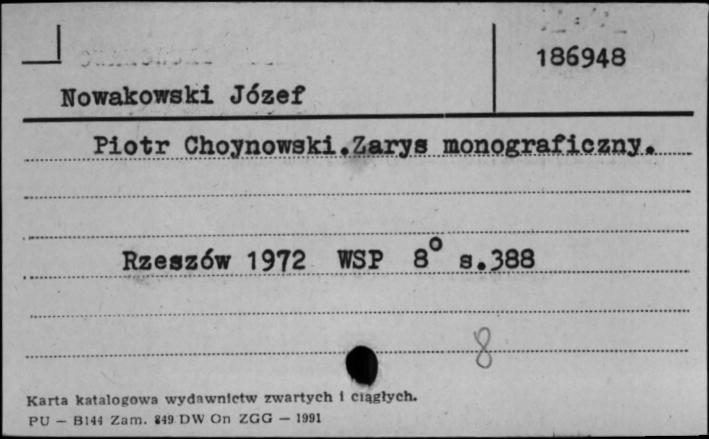 186948
Nowakowski Józef
Piotr Choynowski.Zarys monograficzny.
Rzeszów 1972 WSP 8° s.388
8
Karta katalogowa wydawnictw zwartych i ciągłych.
PU — B144 Zam. 849 DW On ZGG — 1991